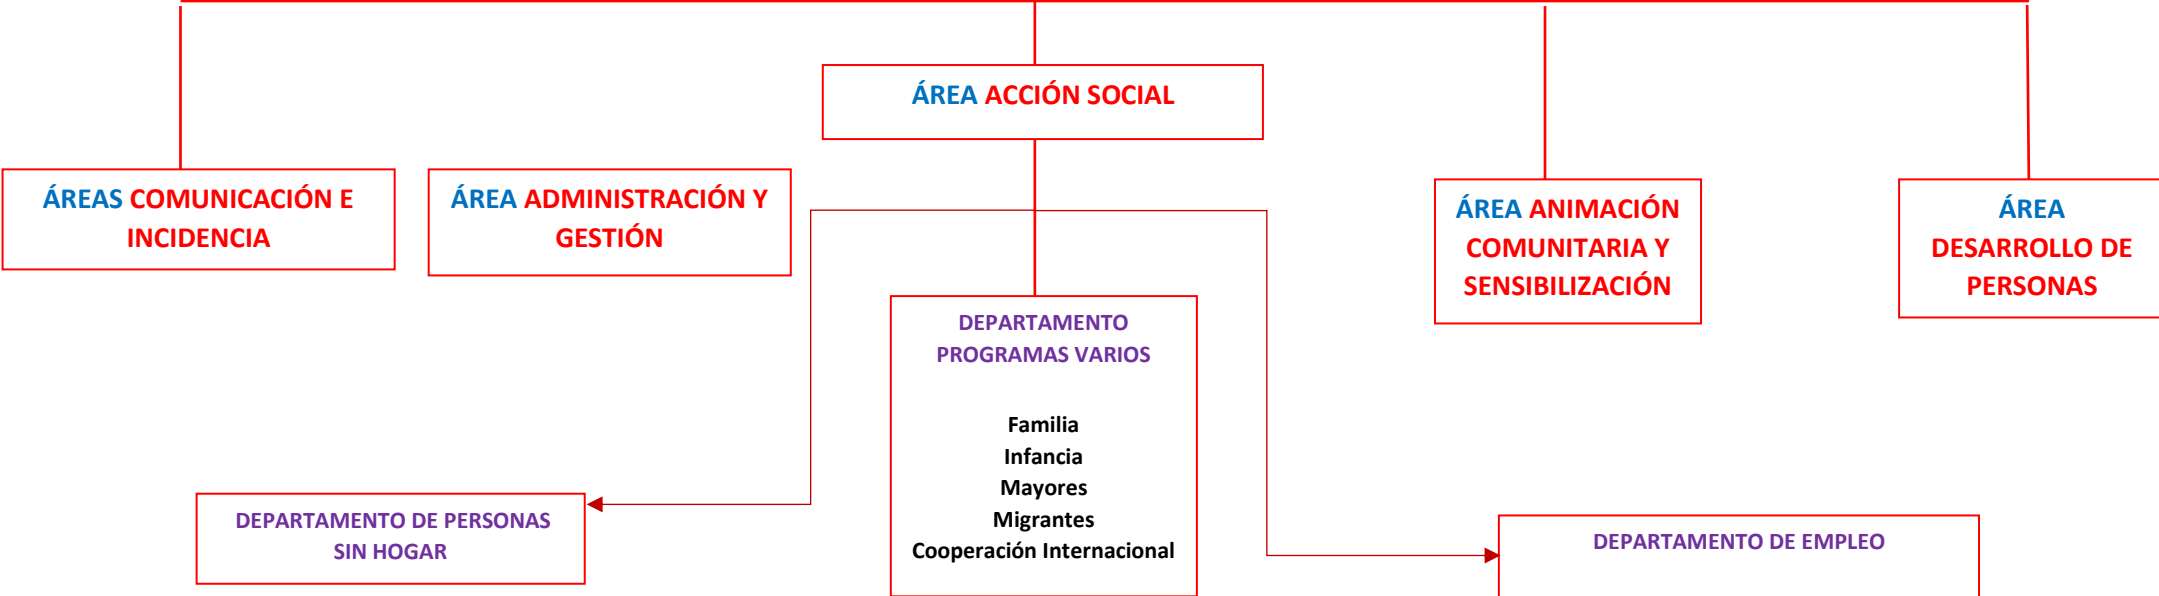 ÁREA ACCIÓN SOCIAL
ÁREAS COMUNICACIÓN E
INCIDENCIA
ÁREA ADMINISTRACIÓN Y
GESTIÓN
ÁREA ANIMACIÓN
COMUNITARIA Y
SENSIBILIZACIÓN
ÁREA
DESARROLLO DE
PERSONAS
DEPARTAMENTO
PROGRAMAS VARIOS
Familia
Infancia
Mayores
Migrantes
Cooperación Internacional
DEPARTAMENTO DE PERSONAS
SIN HOGAR
DEPARTAMENTO DE EMPLEO